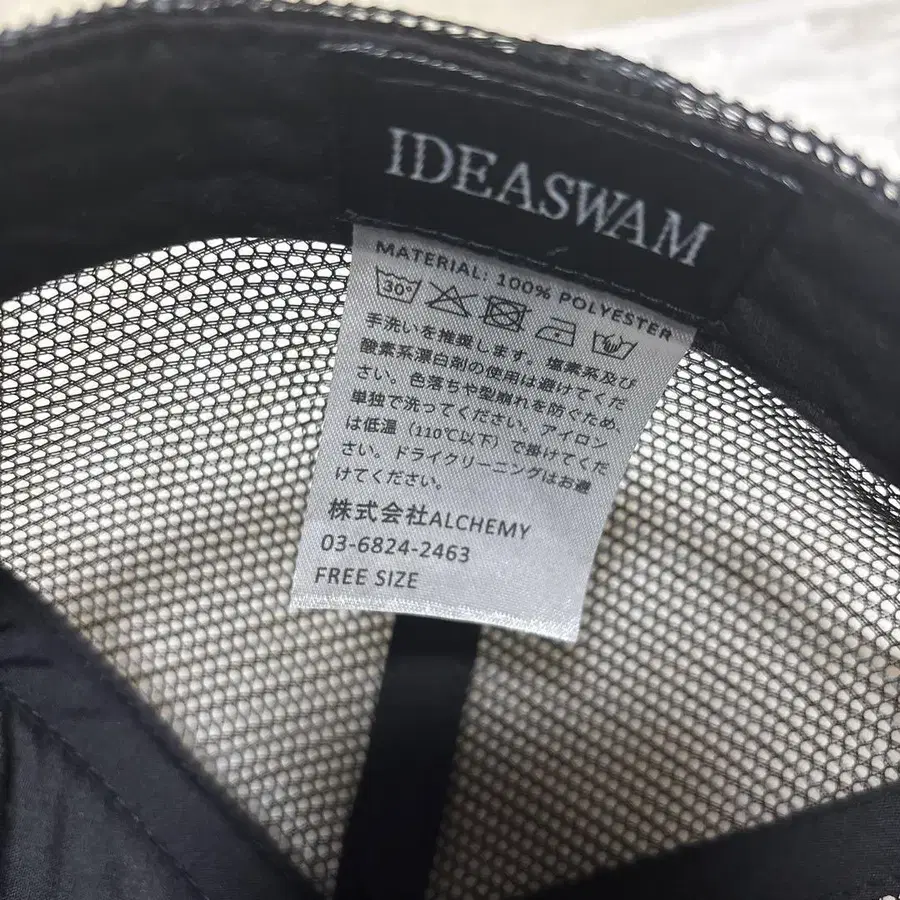 IDEASWAM
MATERIAL: 100% POLYESTER
30°
手洗いを推奨します。塩素系及び
酸素系漂白剤の使用は避けてくだ
さい。色落ちや型崩れを防ぐため、
単独で洗ってください。アイロン
は低温（110℃以下）で掛けてくだ
さい。ドライクリーニングはお避
けてください。
株式会社ALCHEMY
03-6824-2463
FREE SIZE